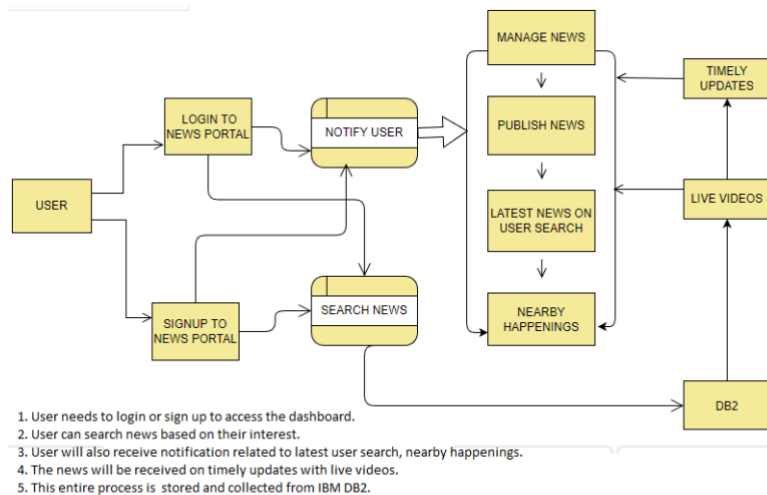 MANAGE NEWS
TIMELY
UPDATES
LOGIN TO
NEWS PORTAL
NOTIFY USER
PUBLISH NEWS
USER
LIVE VIDEOS
LATEST NEWS ON
USER SEARCH
SIGNUP TO
NEWS PORTAL
SEARCH NEWS
NEARBY
HAPPENINGS
DB2
1. User needs to login or sign up to access the dashboard.
2. User can search news based on their interest.
3. User will also receive notification related to latest user search, nearby happenings.
4. The news will be received on timely updates with live videos.
5. This entire process is stored and collected from IBM DB2.